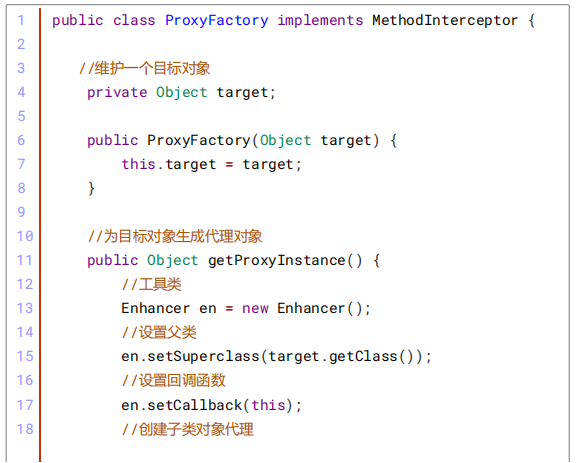 1 public class ProxyFactory implements MethodInterceptor {
2
3 //维护一个目标对象
4 private Object target;
5
6 public ProxyFactory(Object target) {
7 this.target = target;
8 }
9
10 //为目标对象生成代理对象
11 public Object getProxyInstance() {
12 //工具类
13 Enhancer en = new Enhancer();
14 //设置父类
15 en.setSuperclass(target.getClass());
16 //设置回调函数
17 en.setCallback(this);
18 //创建子类对象代理